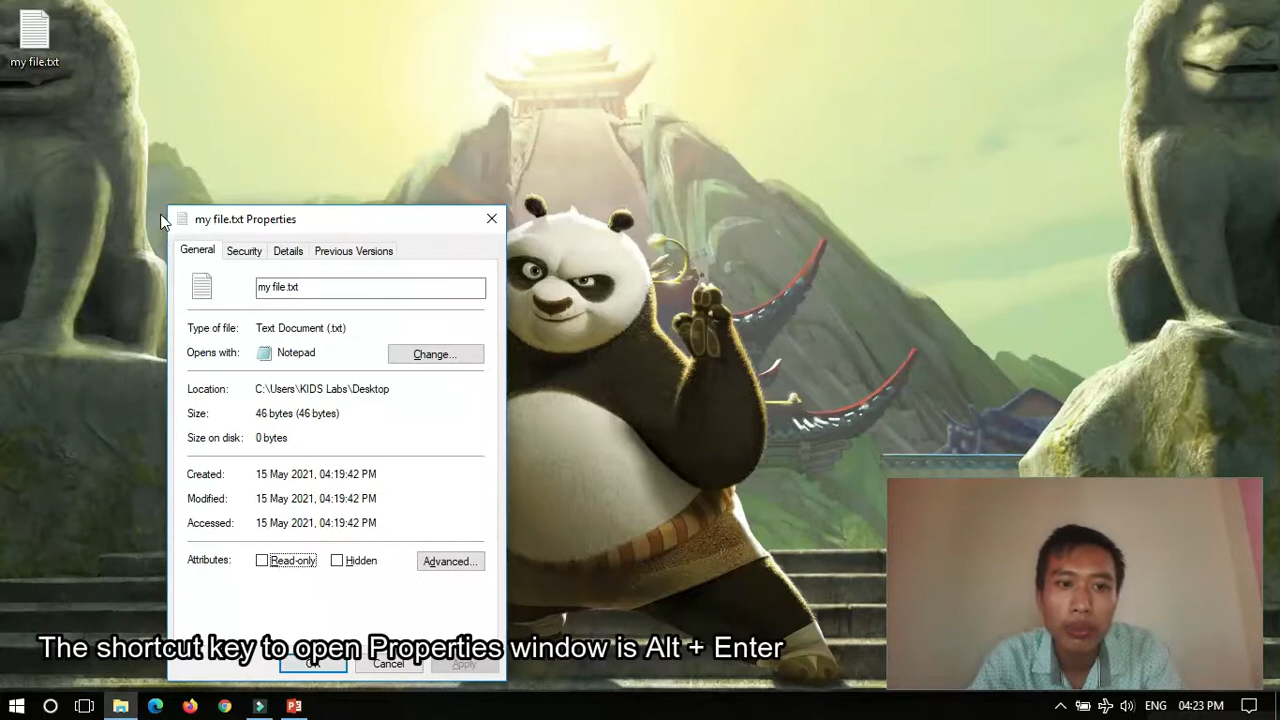 my file.txt
my file.txt Properties
General Security Details Previous Versions
my file.txt
Type of file: Text Document (.txt)
Opens with: Notepad Change...
Location: C:\Users\KIDS Labs\Desktop
Size: 46 bytes (46 bytes)
Size on disk: 0 bytes
Created: 15 May 2021, 04:19:42 PM
Modified: 15 May 2021, 04:19:42 PM
Accessed: 15 May 2021, 04:19:42 PM
Attributes: Read-only Hidden Advanced...
The shortcut key to open Properties window is Alt + Enter
OK Cancel Apply
ENG 04:23 PM